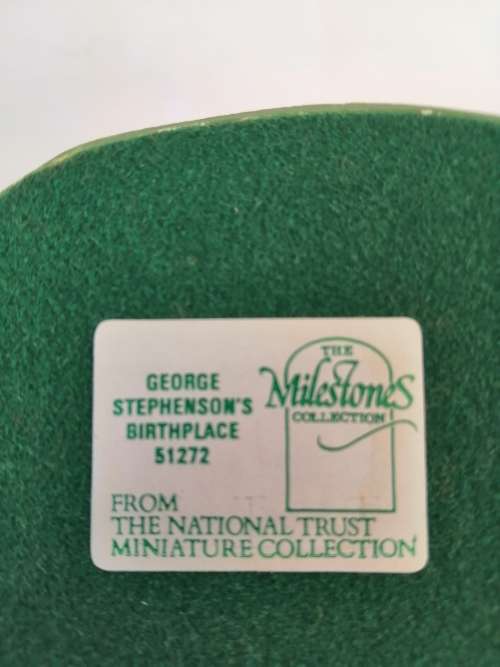 GEORGE
STEPHENSON'S
BIRTHPLACE
51272
THE
Milestones
COLLECTION
FROM
THE NATIONAL TRUST
MINIATURE COLLECTION